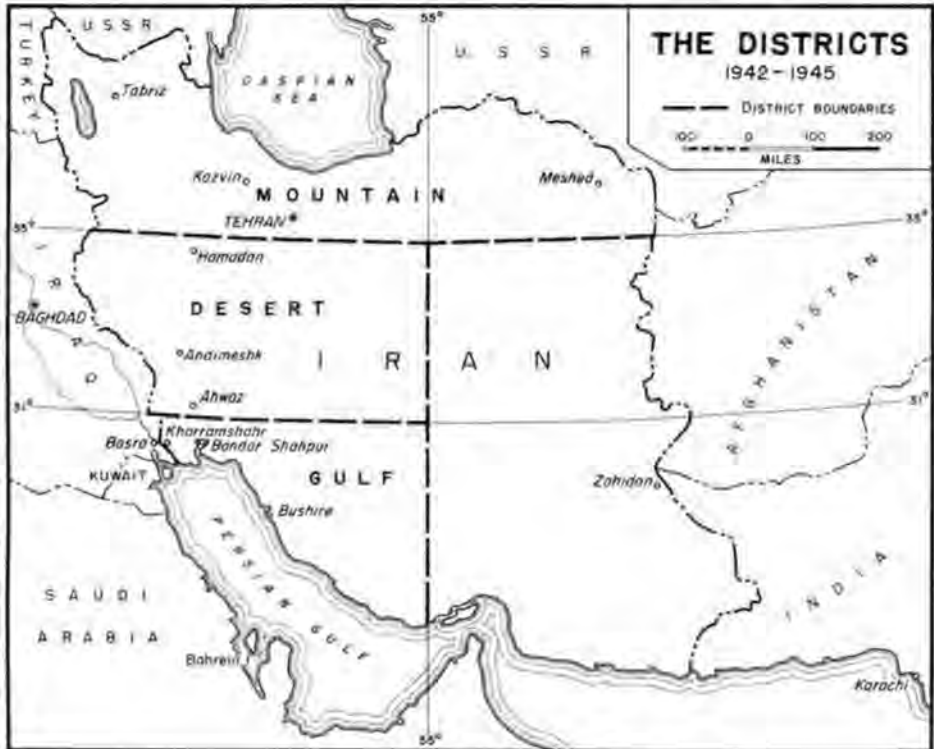 55°
U.S.S.R.
U. S. S. R.
THE DISTRICTS
1942-1945
DISTRICT BOUNDARIES
100 0 100 200
MILES
TURKEY
CASPIAN
SEA
Tabriz
Kazvin
MOUNTAIN
Meshed
TEHRAN
35°
35°
Hamadan
IRAQ
BAGHDAD
DESERT
AFGHANISTAN
IRAN
Andimeshk
Ahwaz
31°
31°
Basra
Khorramshahr
Bandar Shahpur
KUWAIT
GULF
Zahidan
Bushire
PERSIAN GULF
INDIA
SAUDI
ARABIA
Bahrein
Karachi
55°